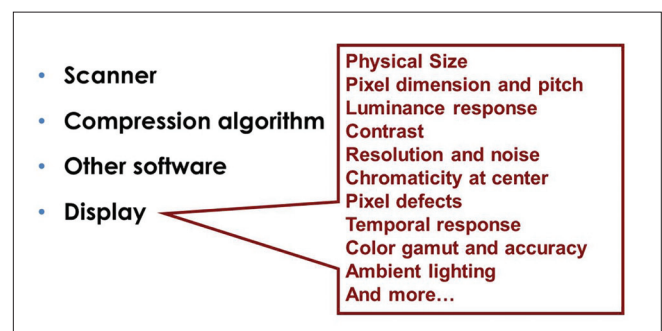 • Scanner
• Compression algorithm
• Other software
• Display
Physical Size
Pixel dimension and pitch
Luminance response
Contrast
Resolution and noise
Chromaticity at center
Pixel defects
Temporal response
Color gamut and accuracy
Ambient lighting
And more...